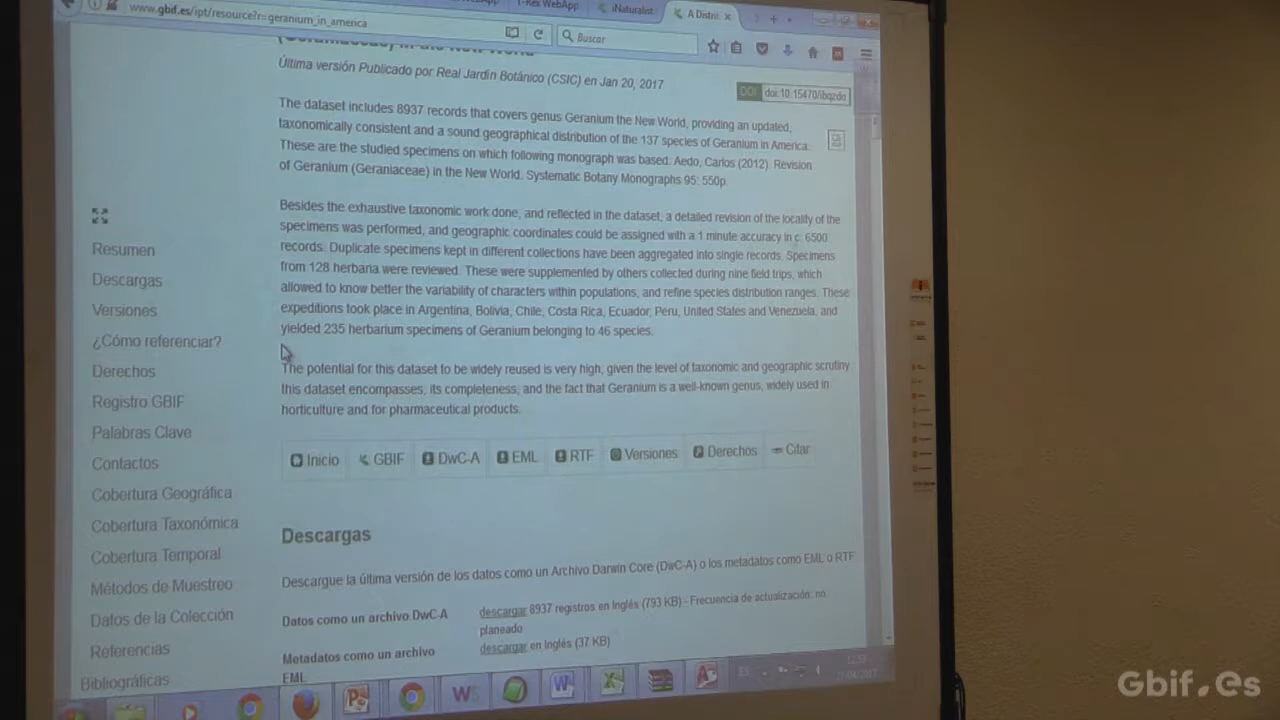 www.gbif.es/ipt/resource?r=geranium_in_america
T-Rex WebApp
iNaturalist
A Distri
Buscar
Última versión Publicado por Real Jardín Botánico (CSIC) en Jan 20, 2017
DOI doi:10.15470/ibqzdo
The dataset includes 8937 records that covers genus Geranium the New World, providing an updated,
taxonomically consistent and a sound geographical distribution of the 137 species of Geranium in America.
These are the studied specimens on which following monograph was based: Aedo, Carlos (2012). Revision
of Geranium (Geraniaceae) in the New World. Systematic Botany Monographs 95: 550p.
Besides the exhaustive taxonomic work done, and reflected in the dataset, a detailed revision of the locality of the
specimens was performed, and geographic coordinates could be assigned with a 1 minute accuracy in c. 6500
records. Duplicate specimens kept in different collections have been aggregated into single records. Specimens
from 128 herbaria were reviewed. These were supplemented by others collected during nine field trips, which
allowed to know better the variability of characters within populations, and refine species distribution ranges. These
expeditions took place in Argentina, Bolivia, Chile, Costa Rica, Ecuador, Peru, United States and Venezuela, and
yielded 235 herbarium specimens of Geranium belonging to 46 species.
The potential for this dataset to be widely reused is very high, given the level of taxonomic and geographic scrutiny
this dataset encompasses, its completeness, and the fact that Geranium is a well-known genus, widely used in
horticulture and for pharmaceutical products.
Resumen
Descargas
Versiones
¿Cómo referenciar?
Derechos
Registro GBIF
Palabras Clave
Contactos
Cobertura Geográfica
Cobertura Taxonómica
Cobertura Temporal
Métodos de Muestreo
Datos de la Colección
Referencias
Bibliográficas
Inicio GBIF DwC-A EML RTF Versiones Derechos Citar
Descargas
Descargue la última versión de los datos como un Archivo Darwin Core (DwC-A) o los metadatos como EML o RTF
Datos como un archivo DwC-A
descargar 8937 registros en Inglés (793 KB) - Frecuencia de actualización: no
planeado
Metadatos como un archivo
EML
descargar en Inglés (37 KB)
ES
Gbif.es